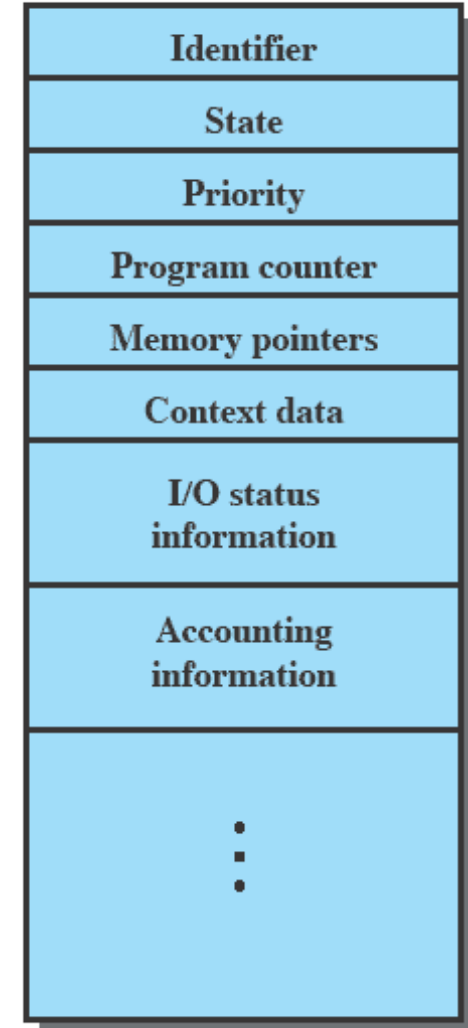 Identifier
State
Priority
Program counter
Memory pointers
Context data
I/O status
information
Accounting
information